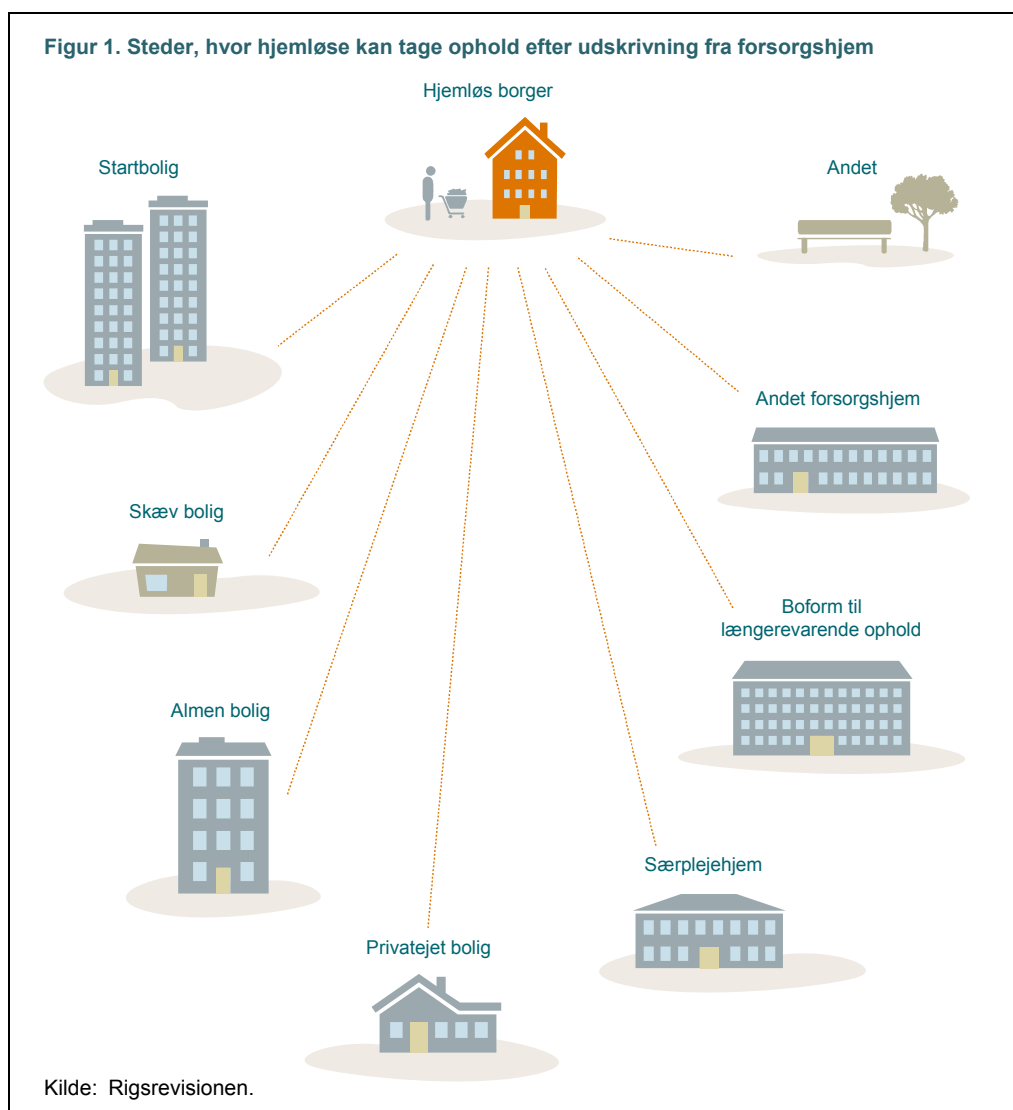 Figur 1. Steder, hvor hjemløse kan tage ophold efter udskrivning fra forsorgshjem
Hjemløs borger
Startbolig
Andet
Andet forsorgshjem
Skæv bolig
Boform til
længerevarende ophold
Almen bolig
Særplejehjem
Privatejet bolig
Kilde: Rigsrevisionen.